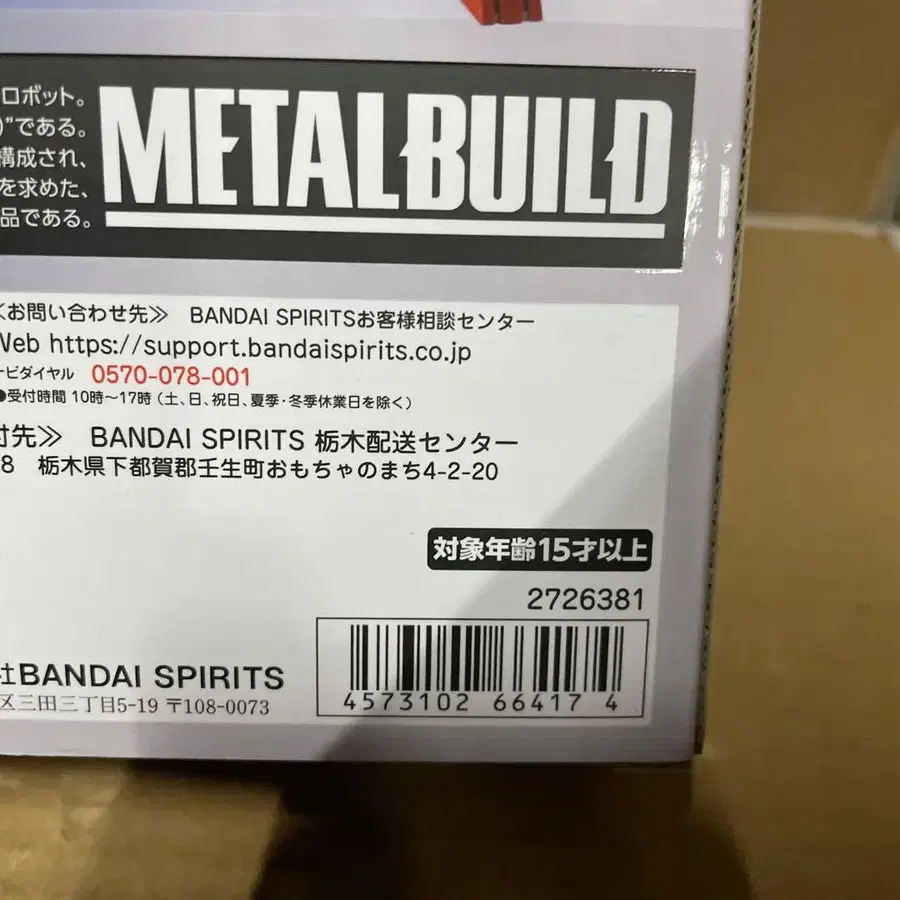 ロボット。
)”である。
構成され、
を求めた、
品である。
METALBUILD
≪お問い合わせ先≫ BANDAI SPIRITSお客様相談センター
Web https://support.bandaispirits.co.jp
ナビダイヤル 0570-078-001
●受付時間 10時〜17時(土、日、祝日、夏季・冬季休業日を除く)
付先≫ BANDAI SPIRITS 栃木配送センター
8 栃木県下都賀郡壬生町おもちゃのまち4-2-20
対象年齢15才以上
2726381
社BANDAI SPIRITS
区三田三丁目5-19 〒108-0073
4573102 66417 4